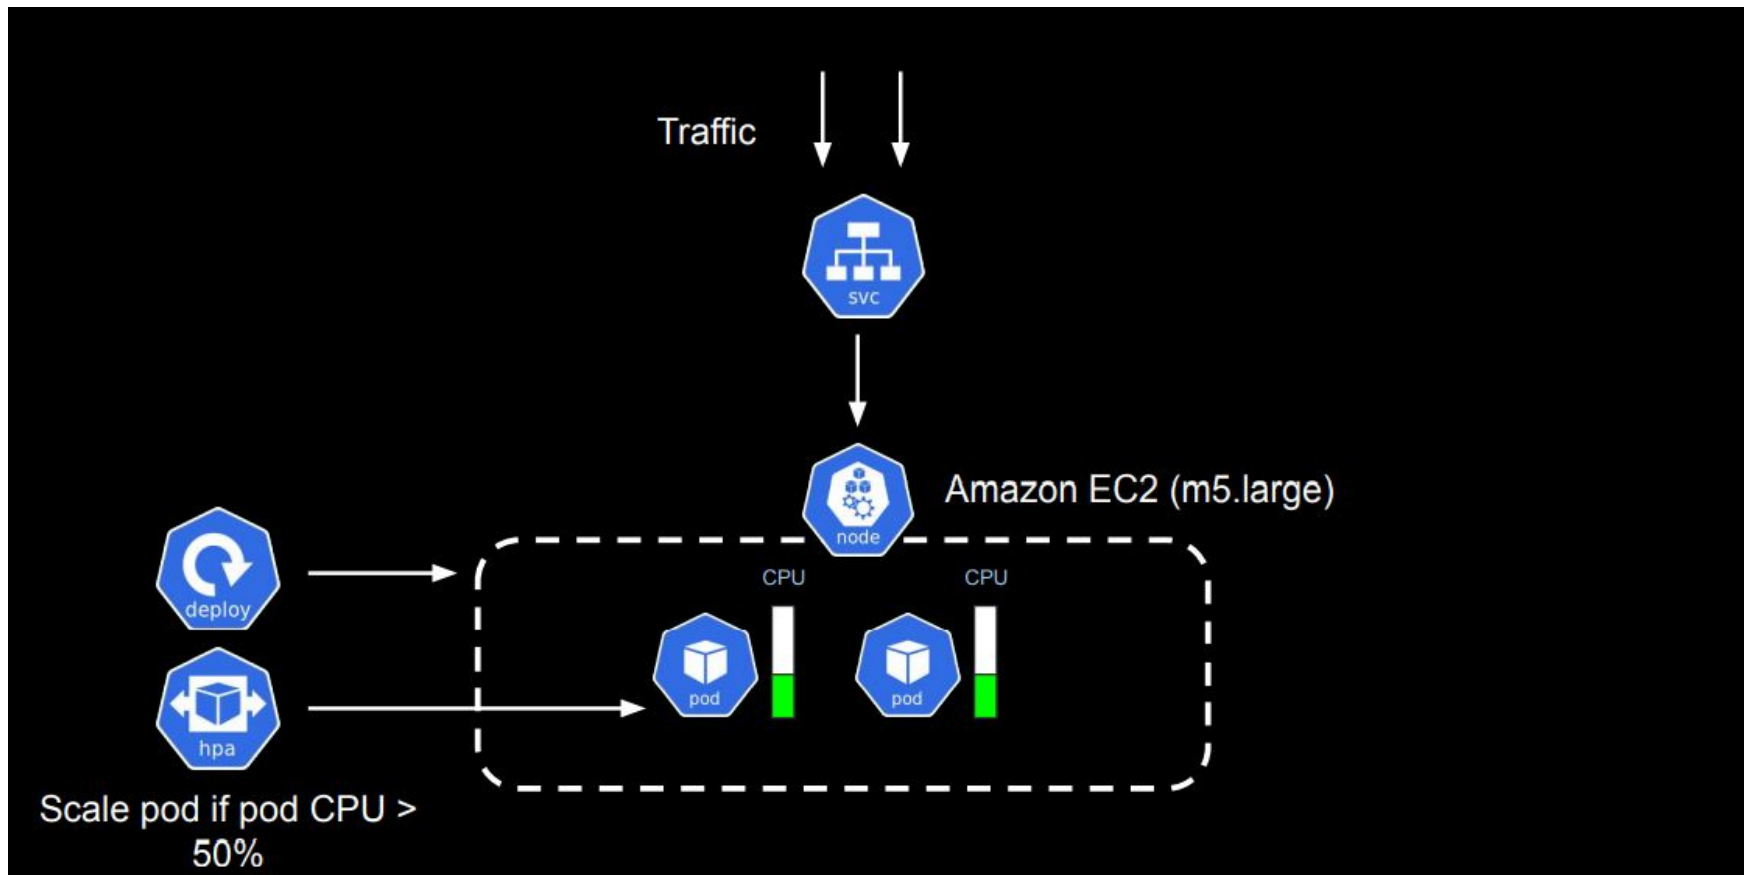 Traffic
svc
Amazon EC2 (m5.large)
node
CPU
CPU
deploy
pod
pod
hpa
Scale pod if pod CPU >
50%